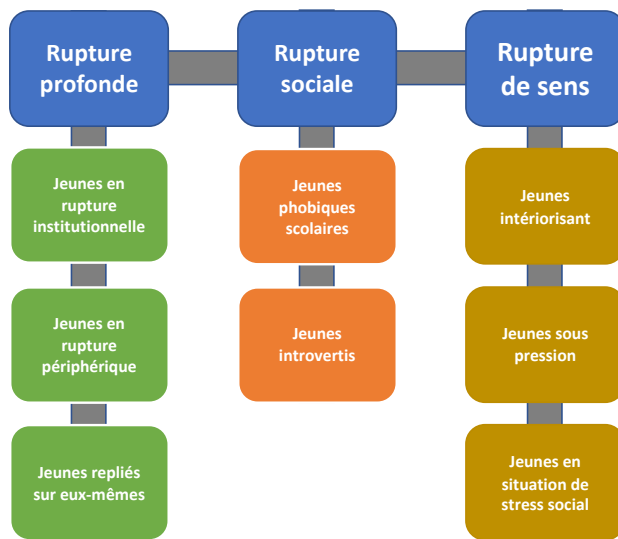 Rupture
profonde
Rupture
sociale
Rupture
de sens
Jeunes en
rupture
institutionnelle
Jeunes
phobiques
scolaires
Jeunes
intériorisant
Jeunes en
rupture
périphérique
Jeunes
introvertis
Jeunes sous
pression
Jeunes repliés
sur eux-mêmes
Jeunes en
situation de
stress social